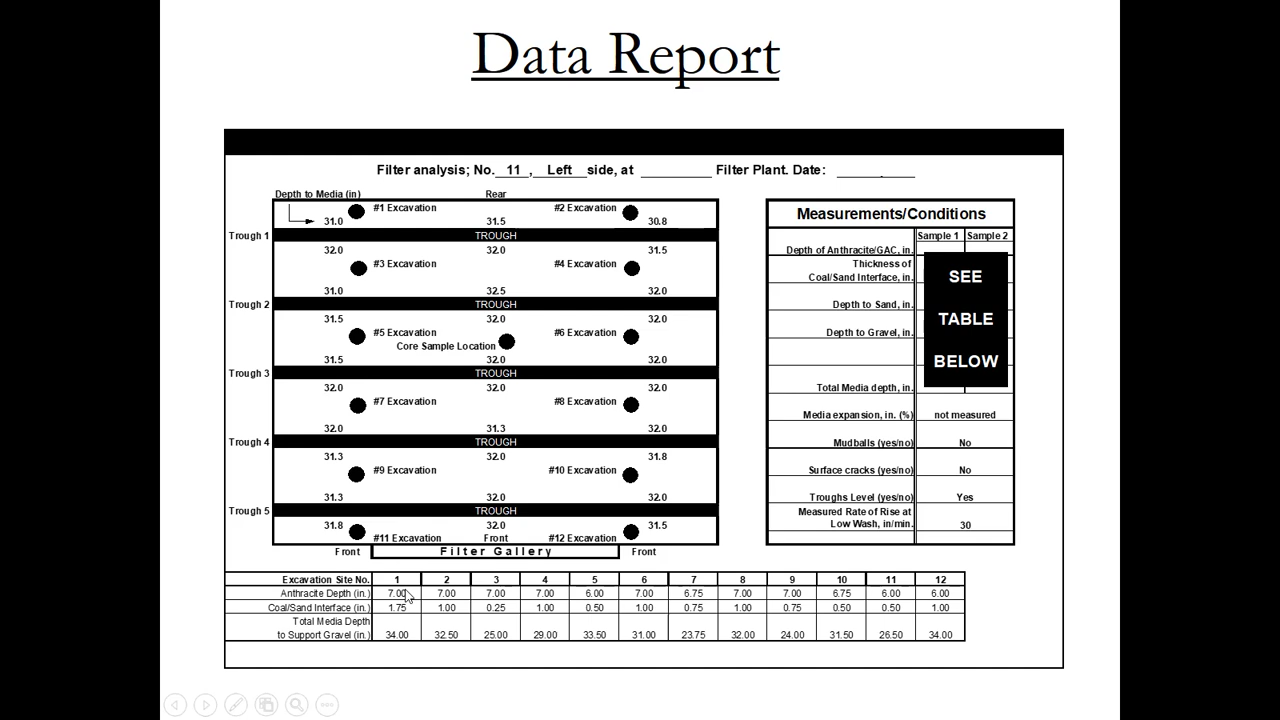 Data Report
Filter analysis; No. 11 , Left side, at Filter Plant. Date:
Depth to Media (in) Rear
#1 Excavation #2 Excavation
31.0 31.5 30.8
Trough 1 TROUGH
32.0 32.0 31.5
#3 Excavation #4 Excavation
31.0 32.5 32.0
Trough 2 TROUGH
31.5 32.0 32.0
#5 Excavation #6 Excavation
Core Sample Location
31.5 32.0 32.0
Trough 3 TROUGH
32.0 32.0 32.0
#7 Excavation #8 Excavation
32.0 31.3 32.0
Trough 4 TROUGH
31.3 32.0 31.8
#9 Excavation #10 Excavation
31.3 32.0 32.0
Trough 5 TROUGH
31.8 32.0 31.5
#11 Excavation Front #12 Excavation
Front Filter Gallery Front
Measurements/Conditions
Sample 1 Sample 2
Depth of Anthracite/GAC, in.
Thickness of
Coal/Sand Interface, in.
Depth to Sand, in.
Depth to Gravel, in.
SEE
TABLE
BELOW
Total Media depth, in.
Media expansion, in. (%) not measured
Mudballs (yes/no) No
Surface cracks (yes/no) No
Troughs Level (yes/no) Yes
Measured Rate of Rise at
Low Wash, in/min. 30
Excavation Site No. 1 2 3 4 5 6 7 8 9 10 11 12
Anthracite Depth (in.) 7.00 7.00 7.00 7.00 6.00 7.00 6.75 7.00 7.00 6.75 6.00 6.00
Coal/Sand Interface (in.) 1.75 1.00 0.25 1.00 0.50 1.00 0.75 1.00 0.75 0.50 0.50 1.00
Total Media Depth
to Support Gravel (in.) 34.00 32.50 25.00 29.00 33.50 31.00 23.75 32.00 24.00 31.50 26.50 34.00